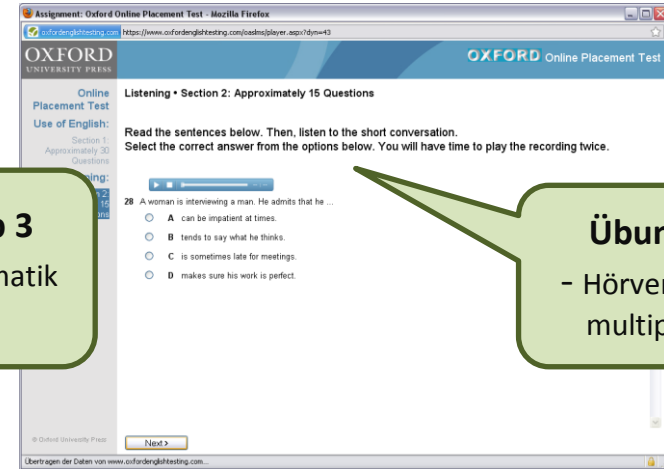 Assignment: Oxford Online Placement Test - Mozilla Firefox
oxfordenglishtesting.com https://www.oxfordenglishtesting.com/oaslms/player.aspx?dyn=43
OXFORD
UNIVERSITY PRESS
OXFORD Online Placement Test
Online
Placement Test
Use of English:
Section 1:
Approximately 30
Questions
Listening • Section 2: Approximately 15 Questions
Read the sentences below. Then, listen to the short conversation.
Select the correct answer from the options below. You will have time to play the recording twice.
28 A woman is interviewing a man. He admits that he ...
A can be impatient at times.
B tends to say what he thinks.
C is sometimes late for meetings.
D makes sure his work is perfect.
3
matik
Übun
- Hörver
multip
© Oxford University Press
Next >
Übertragen der Daten von www.oxfordenglishtesting.com...